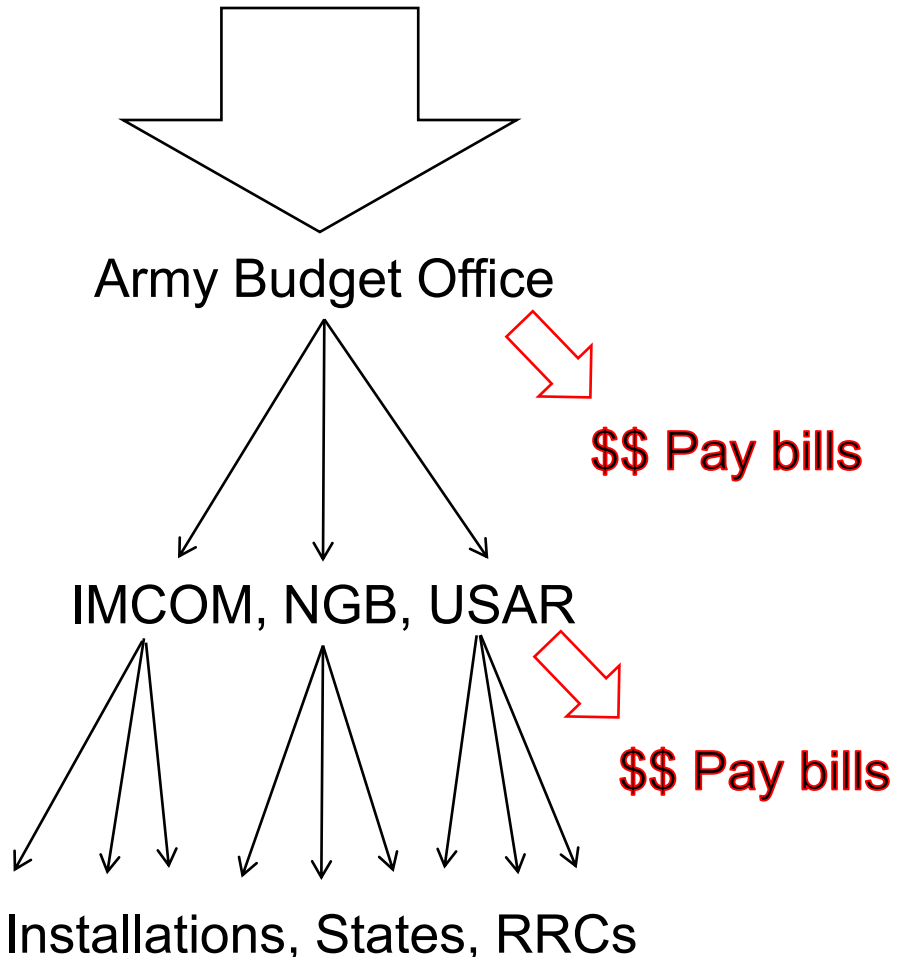 Army Budget Office
$$ Pay bills
IMCOM, NGB, USAR
$$ Pay bills
Installations, States, RRCs